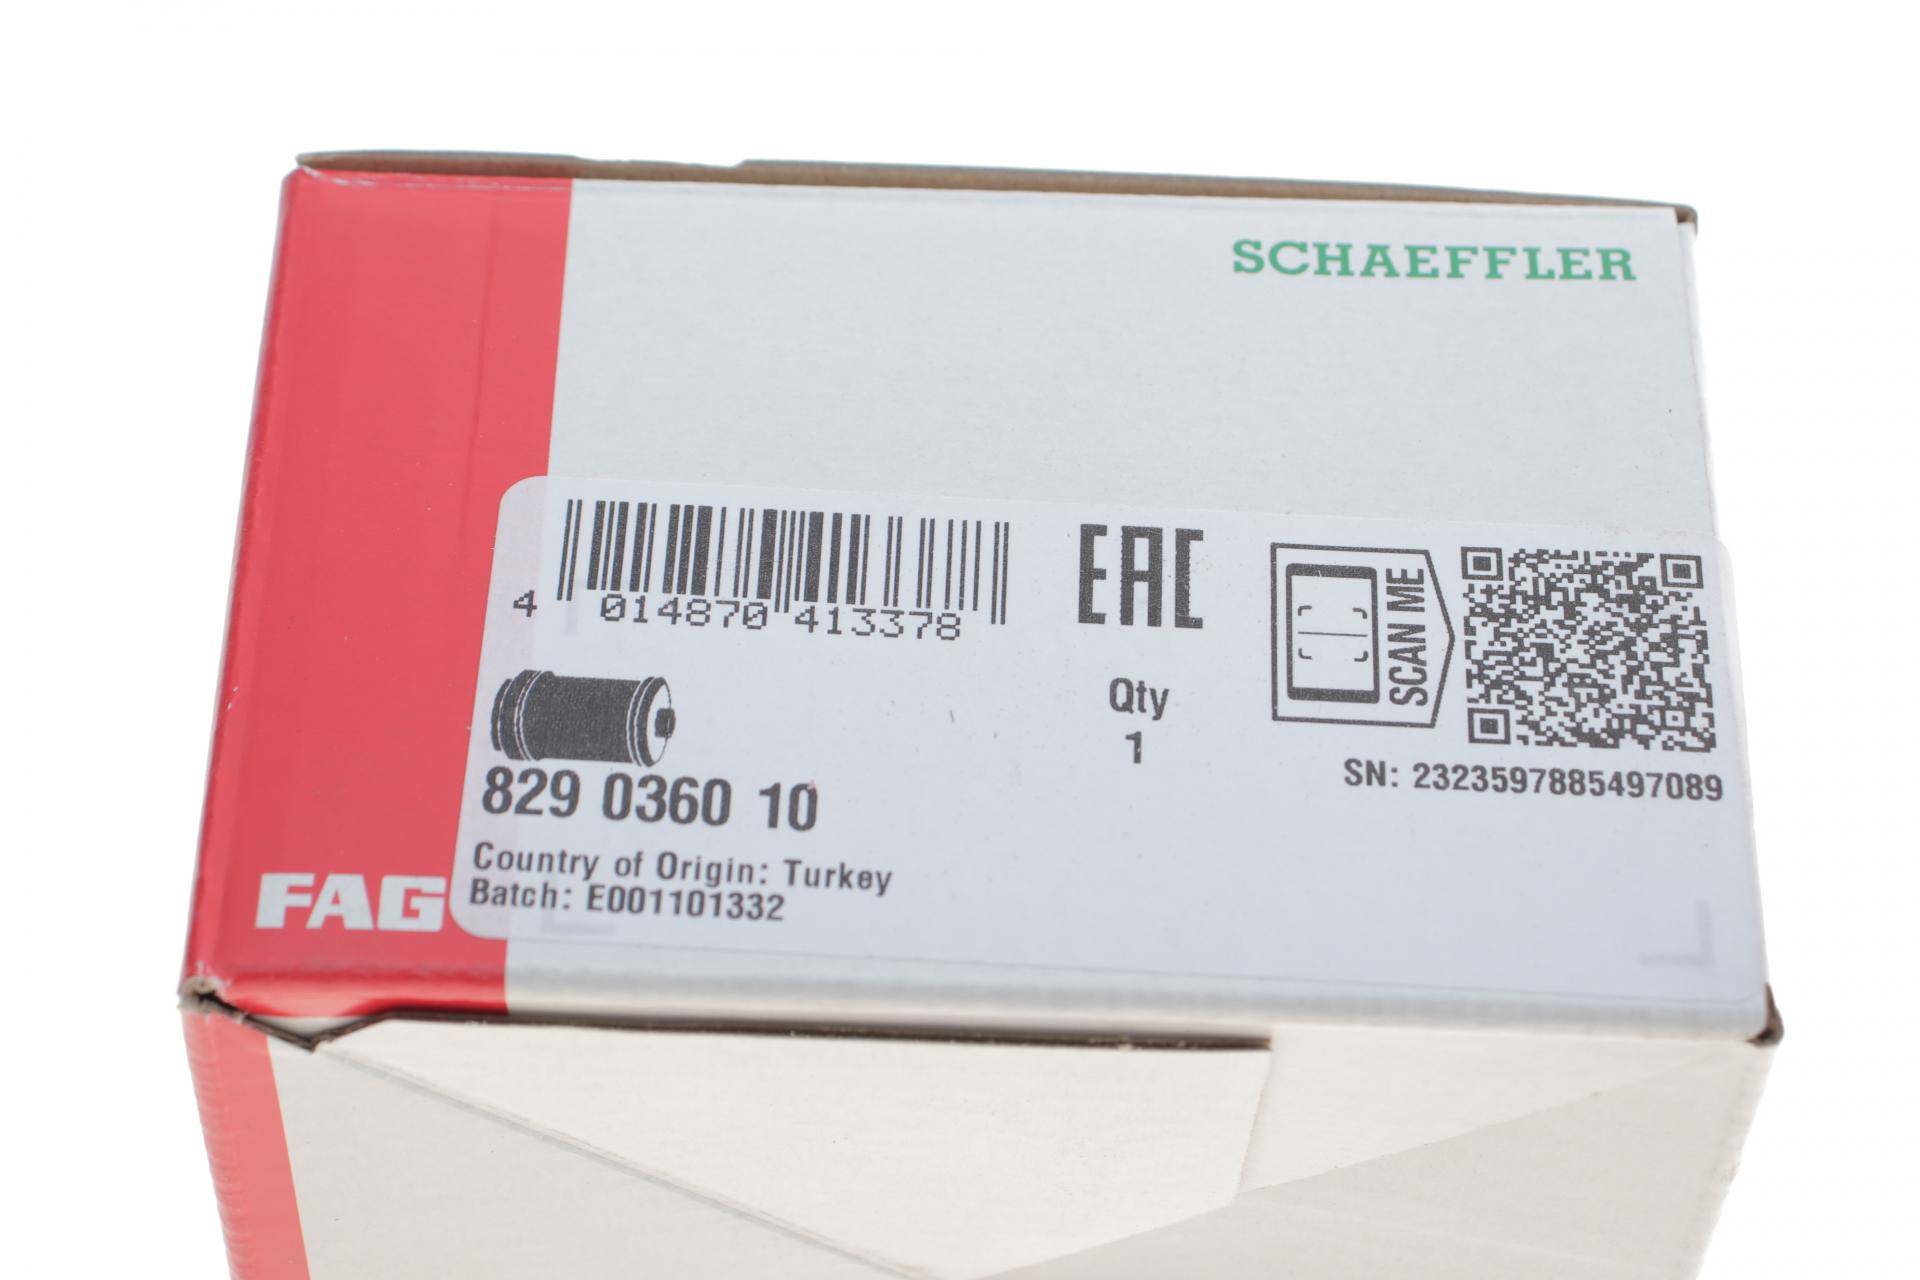 SCHAEFFLER
4 014870 413378
EAC
SCAN ME
Qty
1
SN: 2323597885497089
829 0360 10
Country of Origin: Turkey
Batch: E001101332
FAG